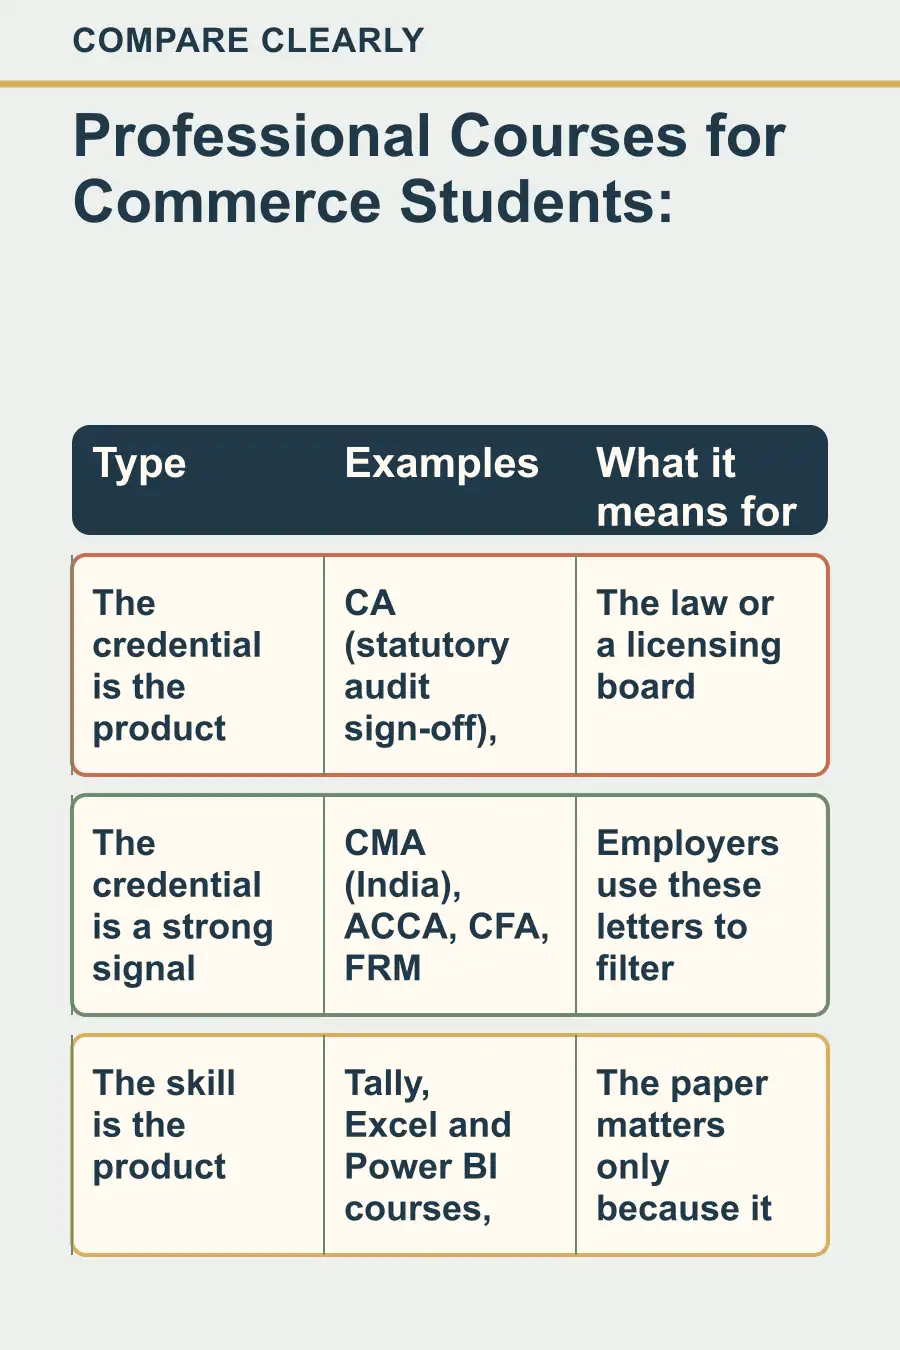 COMPARE CLEARLY
Professional Courses for
Commerce Students:
Type
Examples
What it
means for
The
credential
is the
product
CA
(statutory
audit
sign-off),
The law or
a licensing
board
The
credential
is a strong
signal
CMA
(India),
ACCA, CFA,
FRM
Employers
use these
letters to
filter
The skill
is the
product
Tally,
Excel and
Power BI
courses,
The paper
matters
only
because it